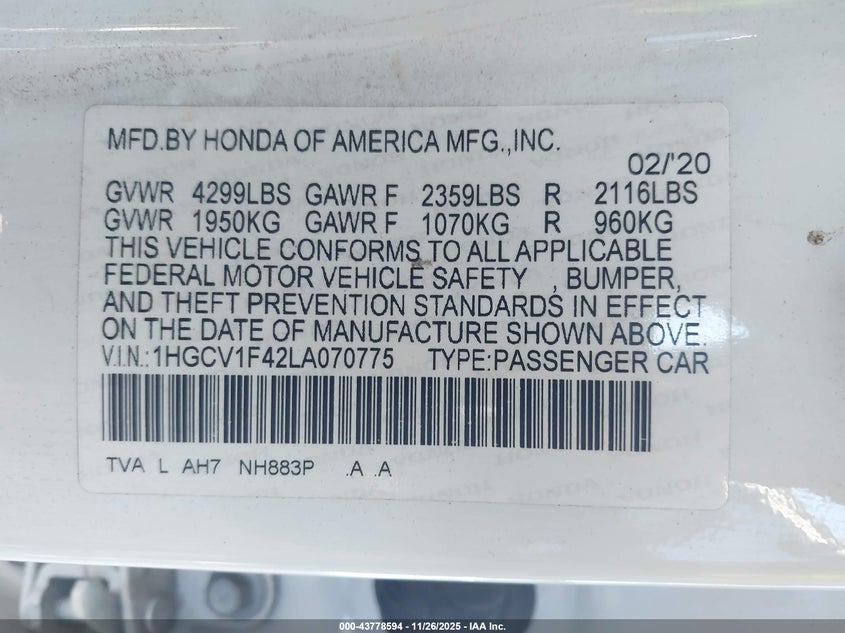 MFD.BY HONDA OF AMERICA MFG.,INC.
02/'20
GVWR 4299LBS GAWR F 2359LBS R 2116LBS
GVWR 1950KG GAWR F 1070KG R 960KG
THIS VEHICLE CONFORMS TO ALL APPLICABLE
FEDERAL MOTOR VEHICLE SAFETY , BUMPER,
AND THEFT PREVENTION STANDARDS IN EFFECT
ON THE DATE OF MANUFACTURE SHOWN ABOVE.
V.I.N.:1HGCV1F42LA070775 TYPE:PASSENGER CAR
TVA L AH7 NH883P .A .A
000-43778594 - 11/26/2025 - IAA Inc.